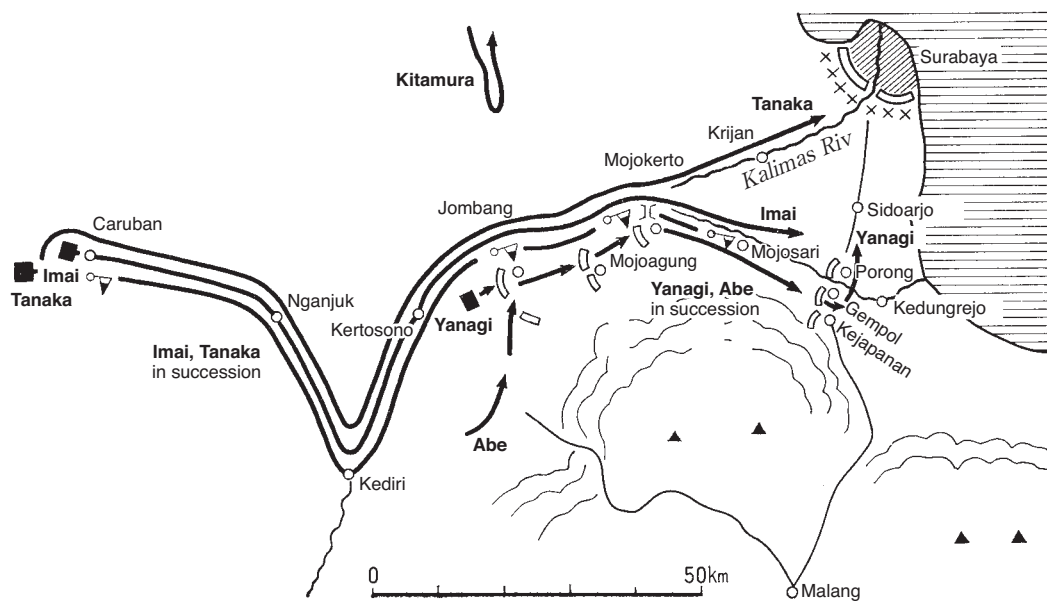 Surabaya
Kitamura
Tanaka
Krijan
Kalimas Riv
Mojokerto
Jombang
Caruban
Imai
Sidoarjo
Yanagi
Mojosari
Porong
Imai
Tanaka
Mojoagung
Nganjuk
Kertosono
Yanagi
Yanagi, Abe
in succession
Kedungrejo
Gempol
Kejapanan
Imai, Tanaka
in succession
Abe
Kediri
0
50km
Malang